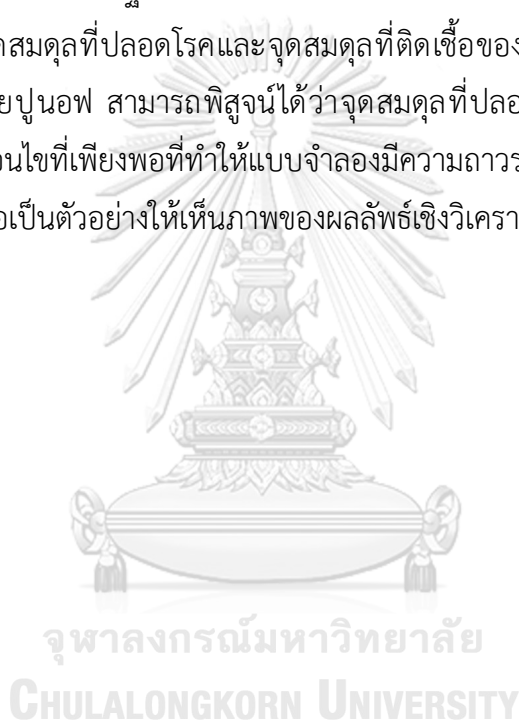 ดสมดุลที่ปลอดโรคและจุดสมดุลที่ติดเชื้อของ
ยปูนอฟ สามารถพิสูจน์ได้ว่าจุดสมดุลที่ปลอ
อนไขที่เพียงพอที่ทำให้แบบจำลองมีความถาวร
อเป็นตัวอย่างให้เห็นภาพของผลลัพธ์เชิงวิเครา
จุฬาลงกรณ์มหาวิทยาลัย
CHULALONGKORN UNIVERSITY